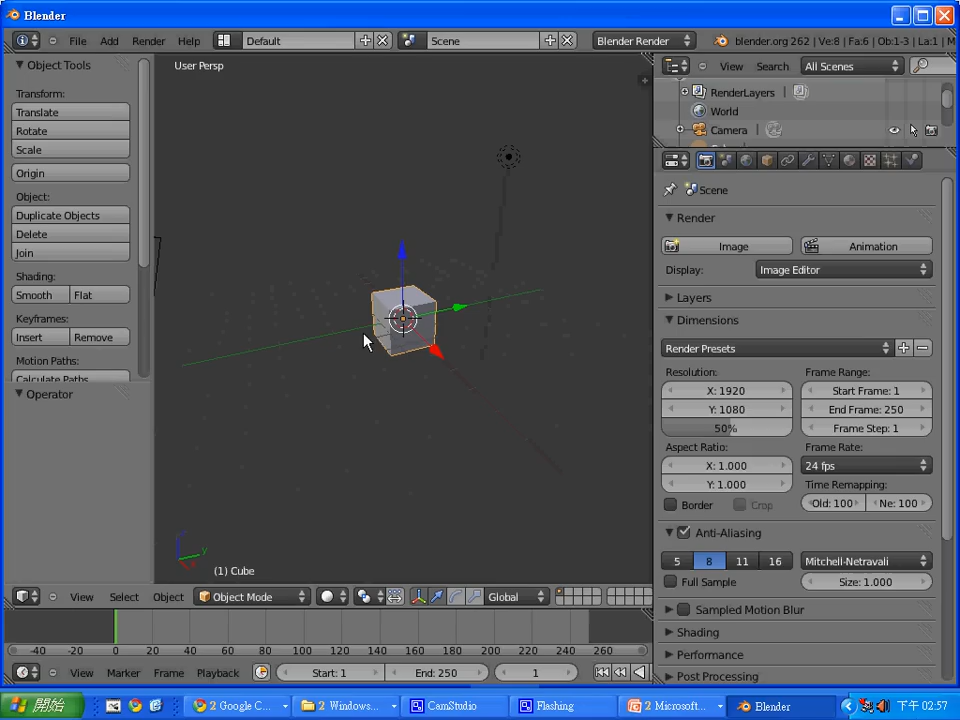 Blender
File Add Render Help Default Scene Blender Render blender.org 262 | Ve:8 | Fa:6 | Ob:1-3 | La:1 | M
Object Tools
Transform:
Translate
Rotate
Scale
Origin
Object:
Duplicate Objects
Delete
Join
Shading:
Smooth Flat
Keyframes:
Insert Remove
Motion Paths:
Calculate Paths
Operator
User Persp
y
(1) Cube
View Select Object Object Mode Global
-40 -20 0 20 40 60 80 100 120 140 160 180 200 220 240 260
View Marker Frame Playback Start: 1 End: 250 1
View Search All Scenes
RenderLayers
World
Camera
Scene
Render
Image Animation
Display: Image Editor
Layers
Dimensions
Render Presets
Resolution: Frame Range:
X: 1920 Start Frame: 1
Y: 1080 End Frame: 250
50% Frame Step: 1
Aspect Ratio: Frame Rate:
X: 1.000 24 fps
Y: 1.000 Time Remapping:
Border Crop Old: 100 Ne: 100
Anti-Aliasing
5 8 11 16 Mitchell-Netravali
Full Sample Size: 1.000
Sampled Motion Blur
Shading
Performance
Post Processing
開始 2 Google C... 2 Windows... CamStudio Flashing 2 Microsoft... Blender 下午 02:57